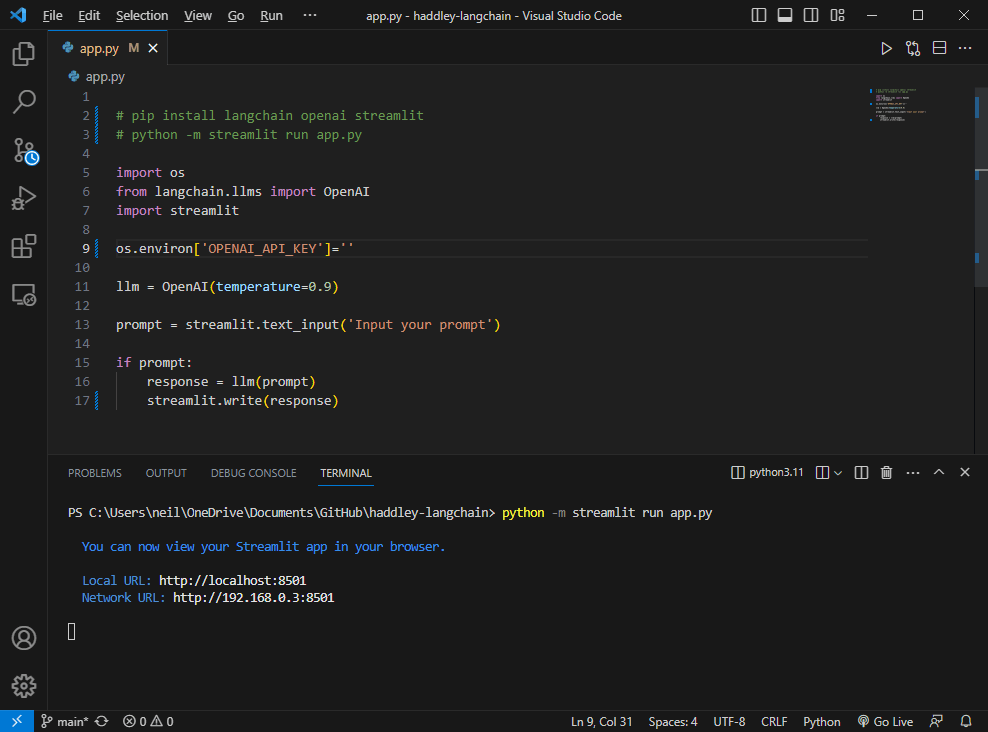 File Edit Selection View Go Run ··· app.py - haddley-langchain - Visual Studio Code
app.py M
app.py
1
2 # pip install langchain openai streamlit
3 # python -m streamlit run app.py
4
5 import os
6 from langchain.llms import OpenAI
7 import streamlit
8
9 os.environ['OPENAI_API_KEY']=''
10
11 llm = OpenAI(temperature=0.9)
12
13 prompt = streamlit.text_input('Input your prompt')
14
15 if prompt:
16     response = llm(prompt)
17     streamlit.write(response)
PROBLEMS OUTPUT DEBUG CONSOLE TERMINAL python3.11
PS C:\Users\neil\OneDrive\Documents\GitHub\haddley-langchain> python -m streamlit run app.py
You can now view your Streamlit app in your browser.
Local URL: http://localhost:8501
Network URL: http://192.168.0.3:8501
main* 0 0 Ln 9, Col 31 Spaces: 4 UTF-8 CRLF Python Go Live